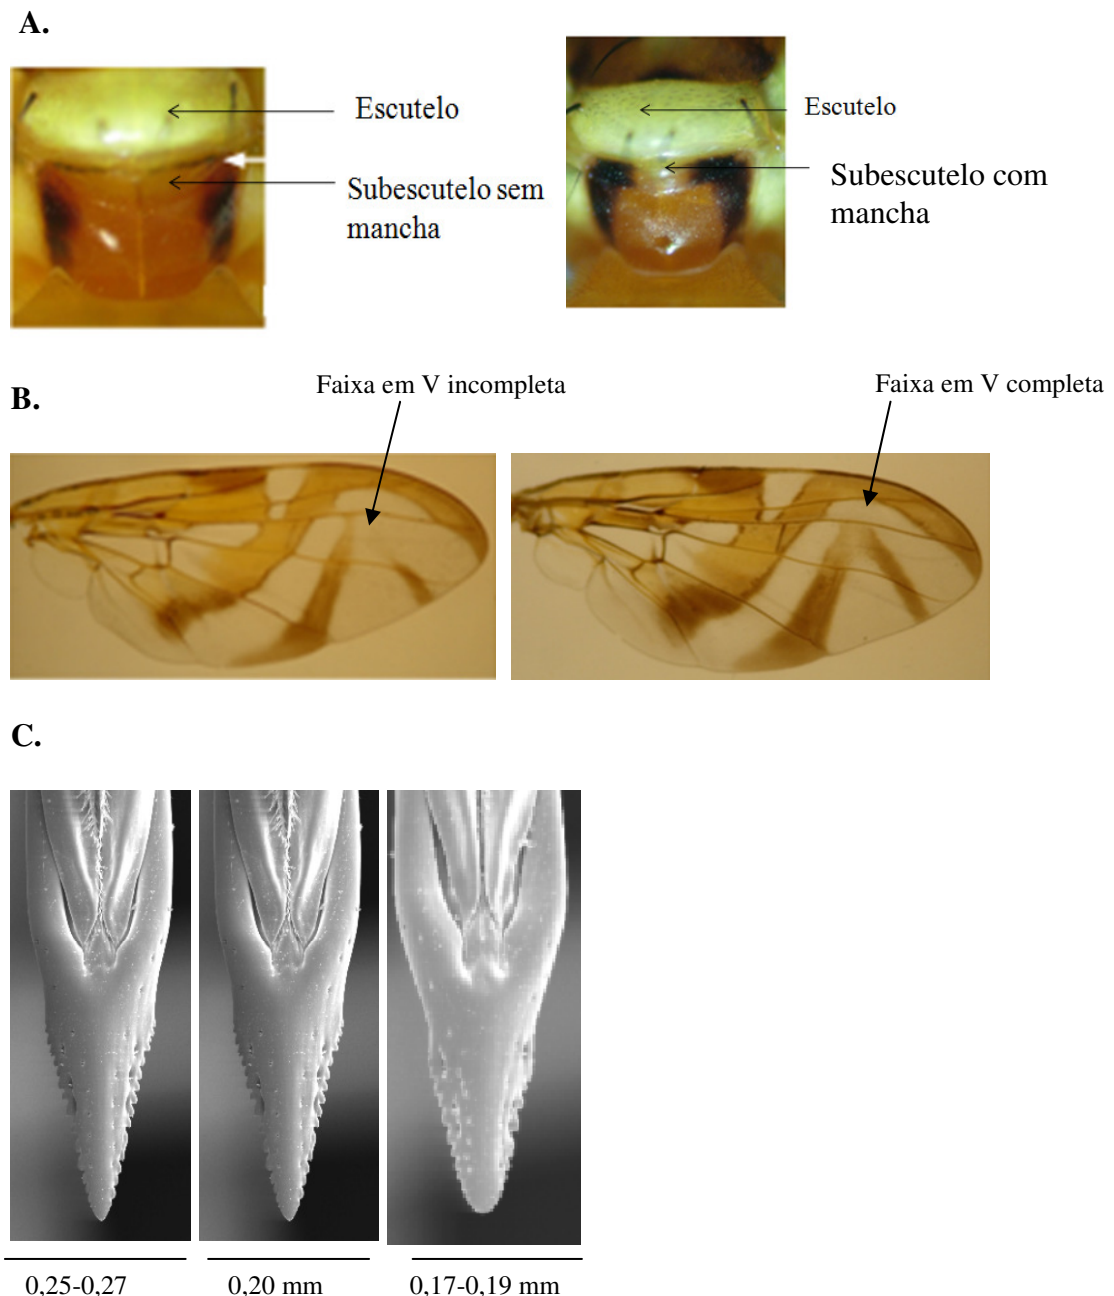 A.
Escutelo
Subescutelo sem
mancha
Escutelo
Subescutelo com
mancha
B.
Faixa em V incompleta
Faixa em V completa
C.
0,25-0,27
0,20 mm
0,17-0,19 mm